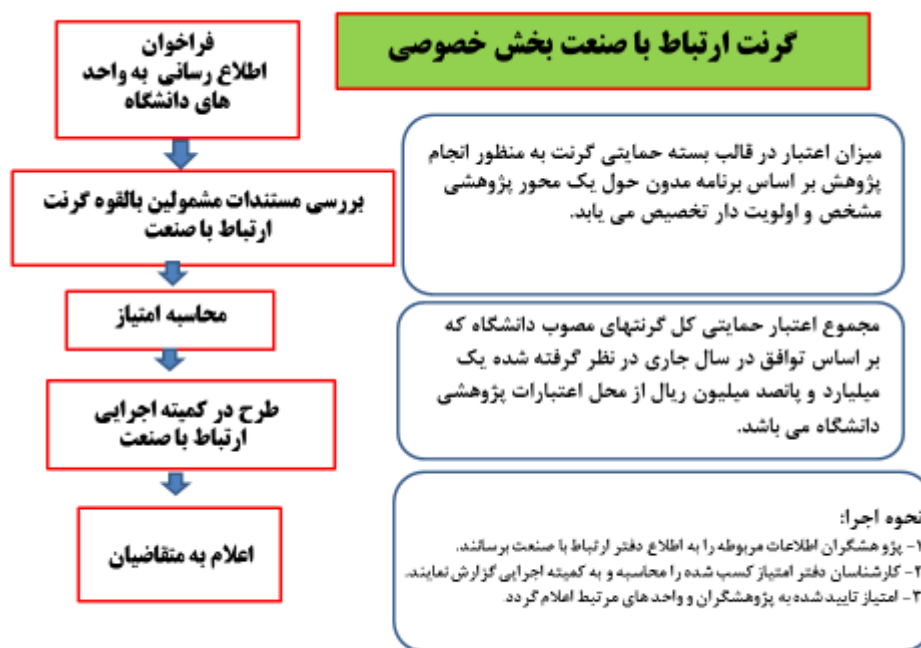 گرنت ارتباط با صنعت بخش خصوصی
فراخوان
اطلاع رسانی به واحد
های دانشگاه
بررسی مستندات مشمولین بالقوه گرنت
ارتباط با صنعت
محاسبه امتیاز
طرح در کمیته اجرایی
ارتباط با صنعت
اعلام به متقاضیان
میزان اعتبار در قالب بسته حمایتی گرنت به منظور انجام
پژوهش بر اساس برنامه مدون حول یک محور پژوهشی
مشخص و اولویت دار تخصیص می یابد.
مجموع اعتبار حمایتی کل گرنتهای مصوب دانشگاه که
بر اساس توافق در سال جاری در نظر گرفته شده یک
میلیارد و پانصد میلیون ریال از محل اعتبارات پژوهشی
دانشگاه می باشد.
نحوه اجرا:
۱- پژوهشگران اطلاعات مربوطه را به اطلاع دفتر ارتباط با صنعت برسانند.
۲- کارشناسان دفتر امتیاز کسب شده را محاسبه و به کمیته اجرایی گزارش نمایند.
۳- امتیاز تایید شده به پژوهشگران و واحد های مرتبط اعلام گردد.